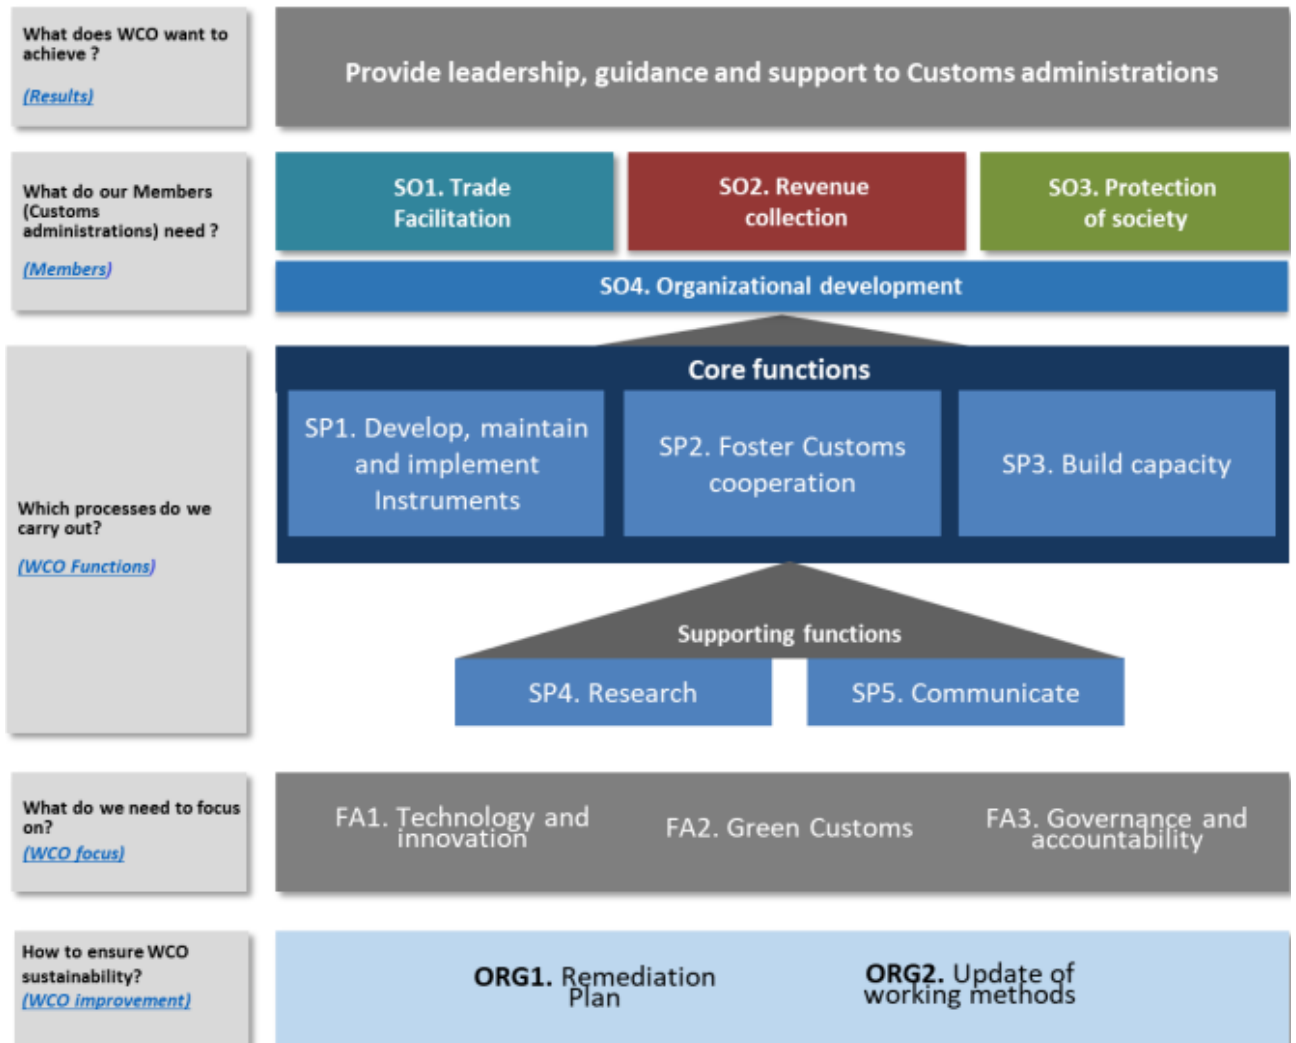 What does WCO want to
achieve ?
(Results)
Provide leadership, guidance and support to Customs administrations
What do our Members
(Customs
administrations) need ?
(Members)
SO1. Trade
Facilitation
SO2. Revenue
collection
SO3. Protection
of society
SO4. Organizational development
Which processes do we
carry out?
(WCO Functions)
Core functions
SP1. Develop, maintain
and implement
Instruments
SP2. Foster Customs
cooperation
SP3. Build capacity
Supporting functions
SP4. Research
SP5. Communicate
What do we need to focus
on?
(WCO focus)
FA1. Technology and
innovation
FA2. Green Customs
FA3. Governance and
accountability
How to ensure WCO
sustainability?
(WCO improvement)
ORG1. Remediation
Plan
ORG2. Update of
working methods